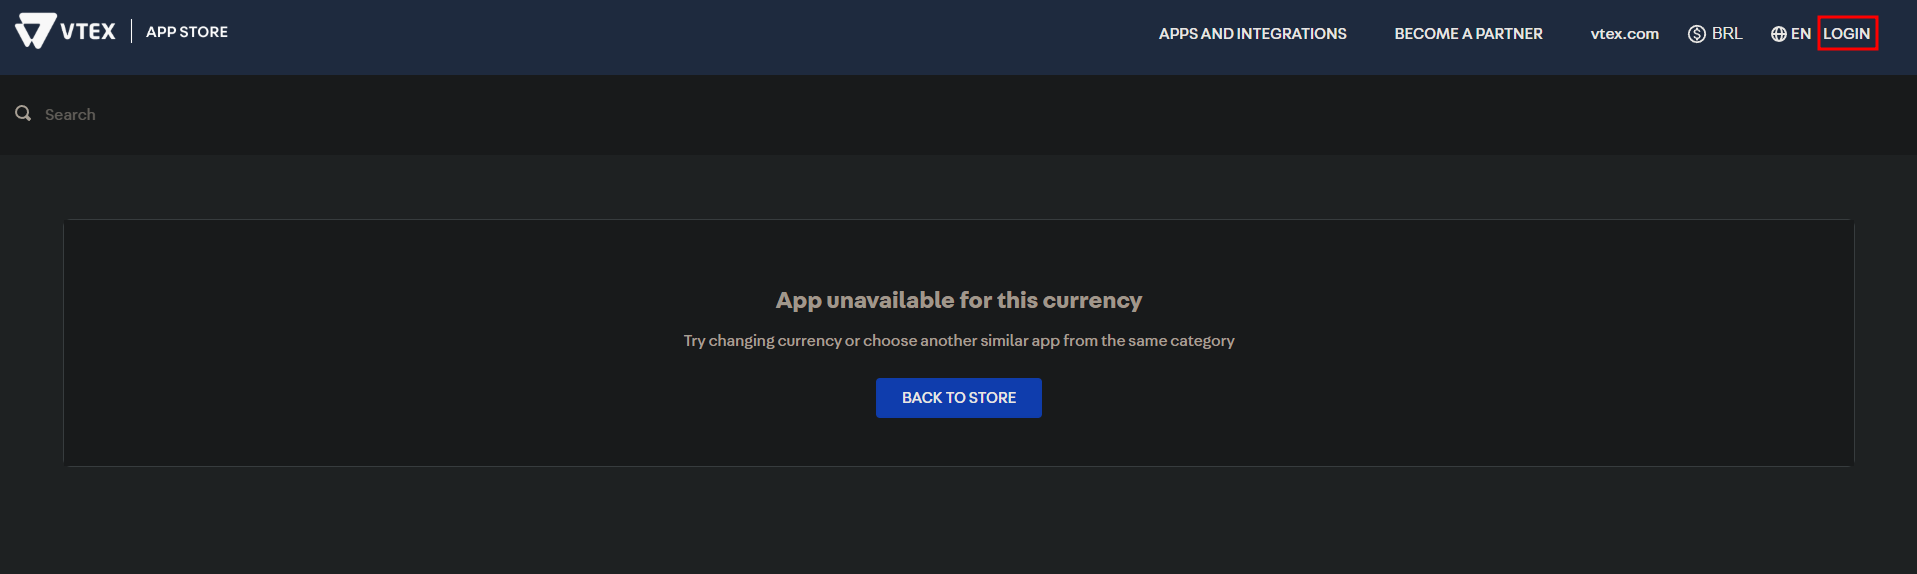 VTEX | APP STORE APPS AND INTEGRATIONS BECOME A PARTNER vtex.com BRL EN LOGIN
Search
App unavailable for this currency
Try changing currency or choose another similar app from the same category
BACK TO STORE